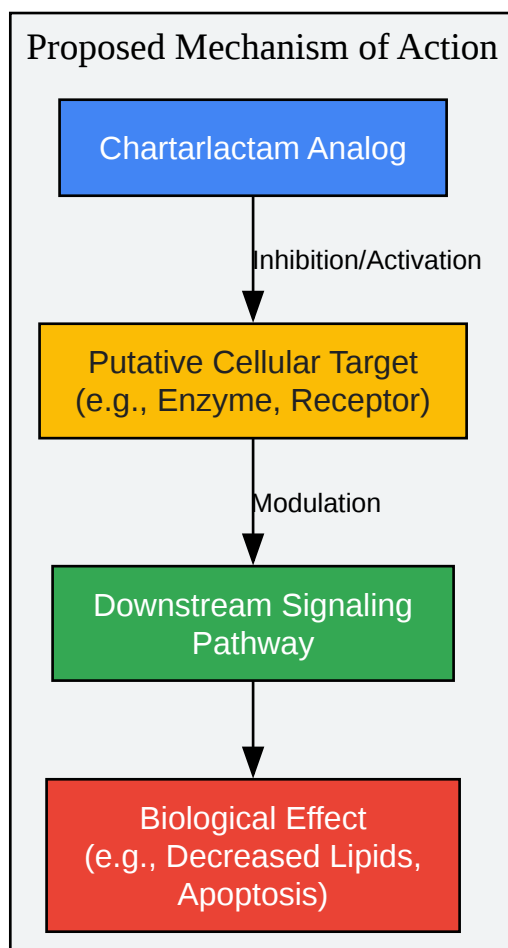 Proposed Mechanism of Action
Chartarlactam Analog
Inhibition/Activation
Putative Cellular Target
(e.g., Enzyme, Receptor)
Modulation
Downstream Signaling
Pathway
Biological Effect
(e.g., Decreased Lipids,
Apoptosis)